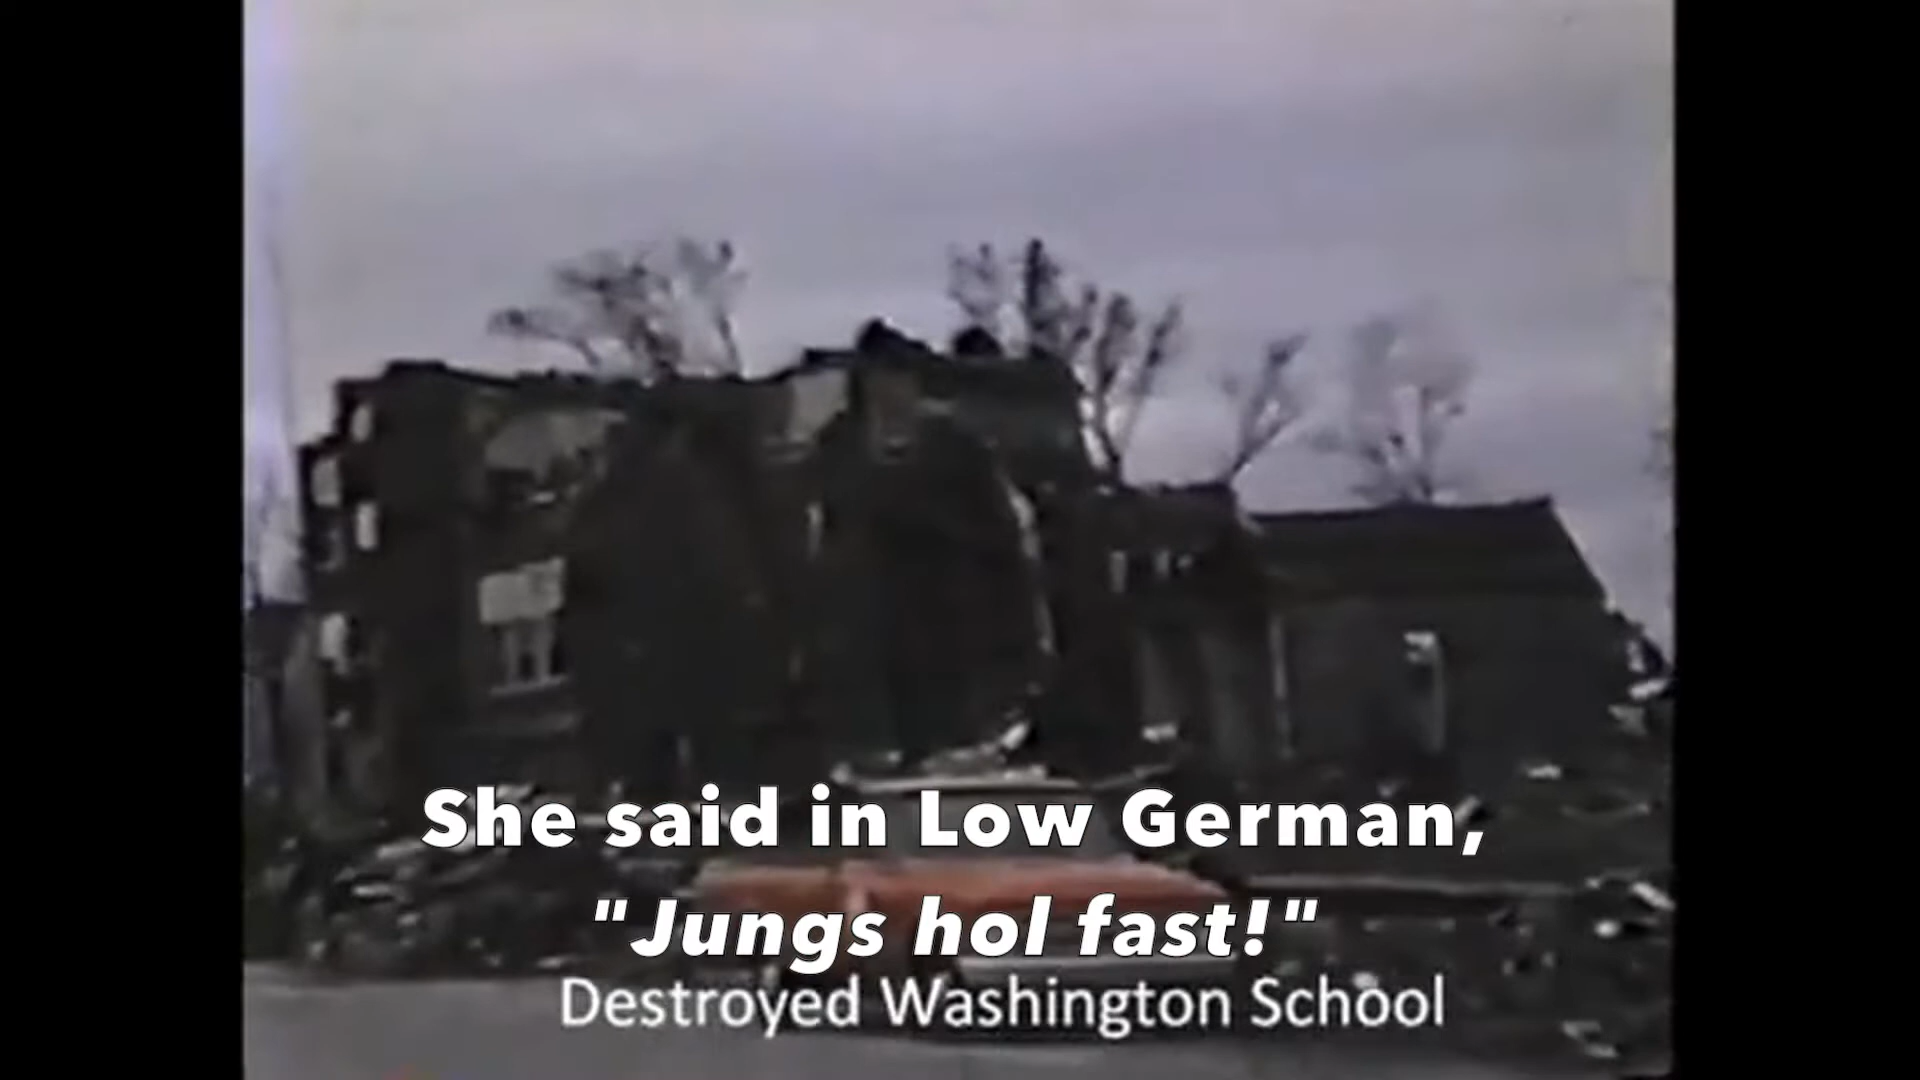 She said in Low German,
"Jungs hol fast!"
Destroyed Washington School